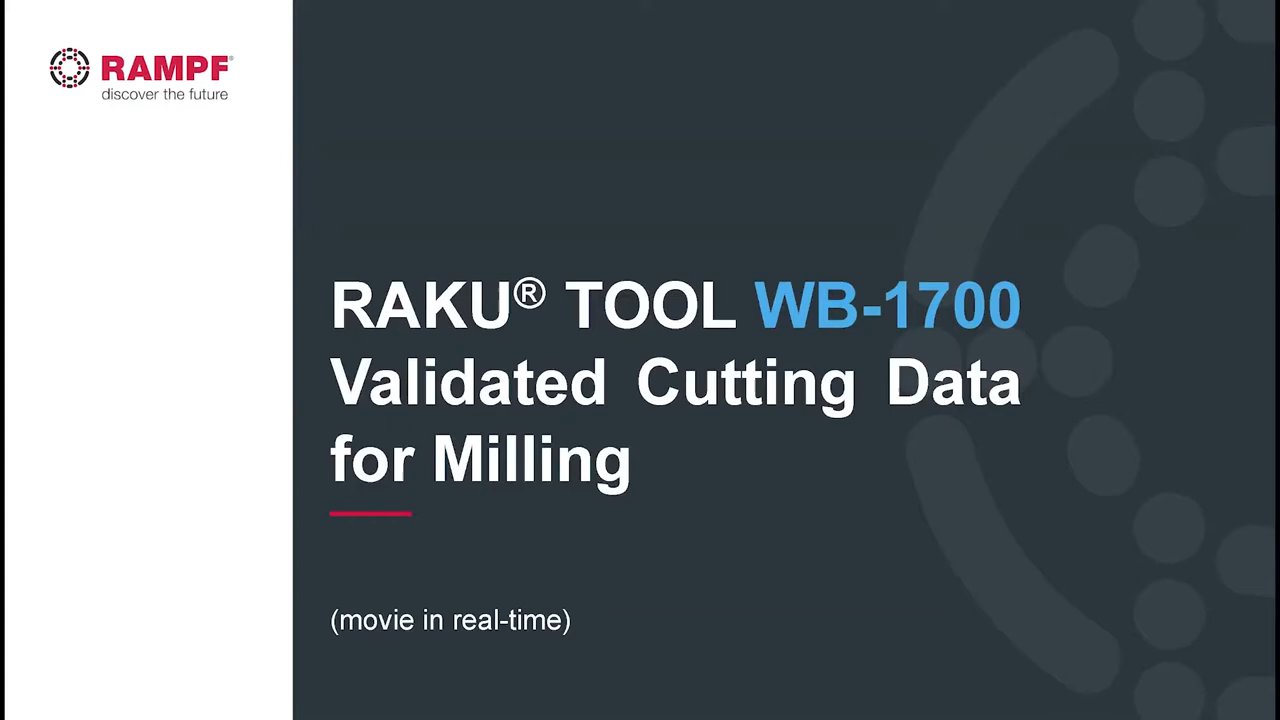 RAMPF®
discover the future
RAKU® TOOL WB-1700
Validated Cutting Data
for Milling
(movie in real-time)